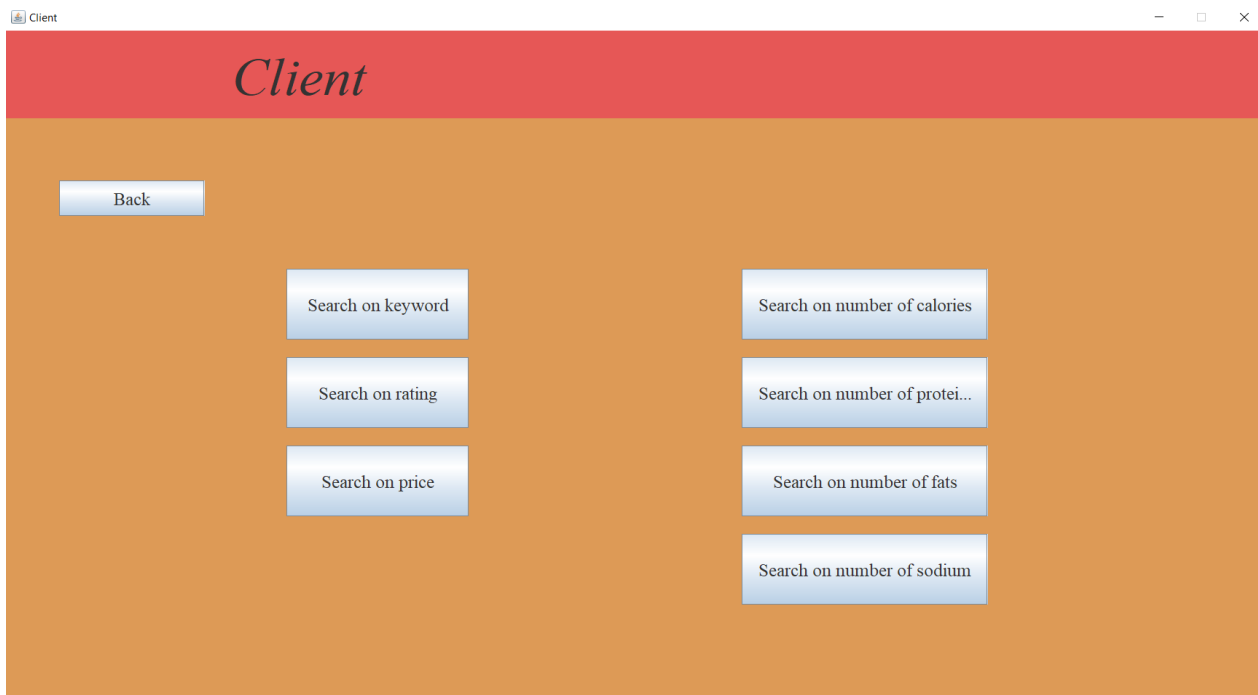 Client
Client
Back
Search on keyword
Search on rating
Search on price
Search on number of calories
Search on number of protei...
Search on number of fats
Search on number of sodium